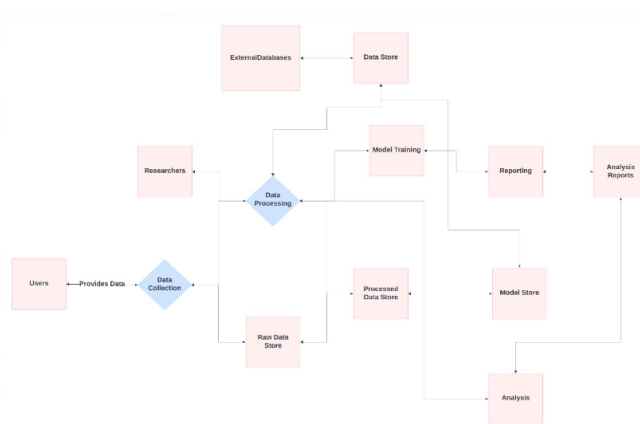 ExternalDatabases
Data Store
Model Training
Researchers
Data
Processing
Reporting
Analysis
Reports
Users
Provides Data
Data
Collection
Processed
Data Store
Model Store
Raw Data
Store
Analysis